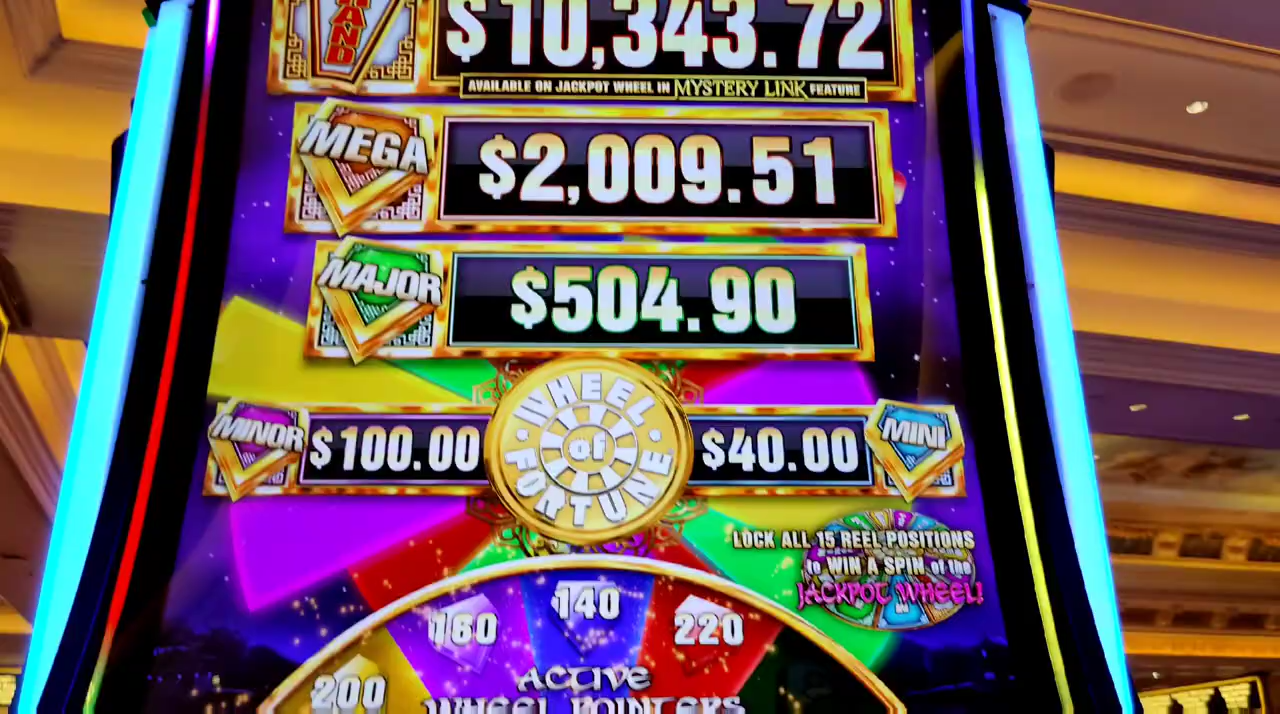 $10,343.72
AVAILABLE ON JACKPOT WHEEL IN MYSTERY LINK FEATURE
MEGA $2,009.51
MAJOR $504.90
MINOR $100.00
WHEEL of FORTUNE
$40.00 MINI
LOCK ALL 15 REEL POSITIONS
to WIN A SPIN of the
JACKPOT WHEEL!
200 160 140 220
ACTIVE
WHEEL POINTERS